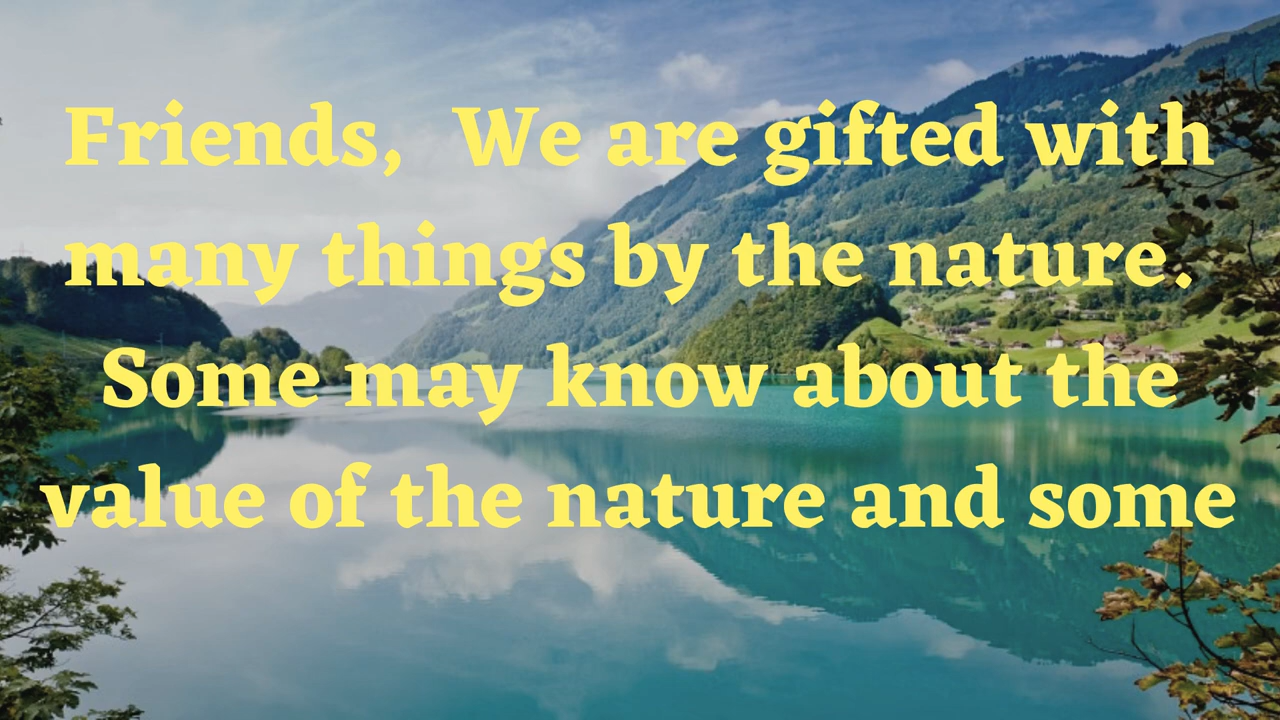 Friends, We are gifted with
many things by the nature.
Some may know about the
value of the nature and some